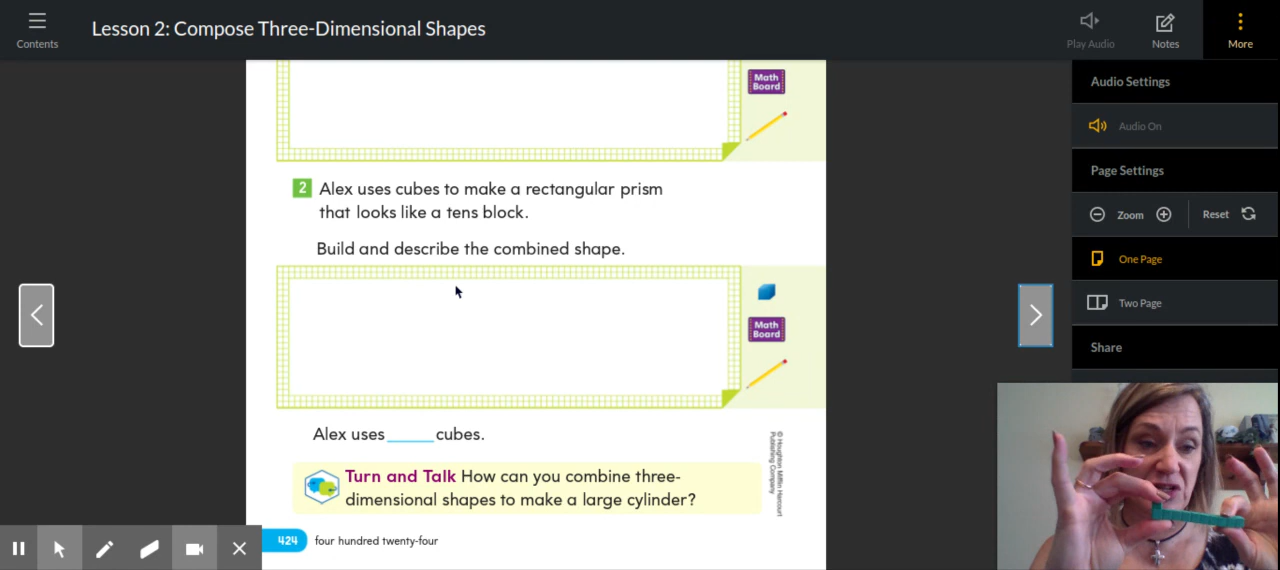 Contents
Lesson 2: Compose Three-Dimensional Shapes
Play Audio
Notes
More
Math
Board
2 Alex uses cubes to make a rectangular prism
that looks like a tens block.
Build and describe the combined shape.
Math
Board
Alex uses _____ cubes.
© Houghton Mifflin Harcourt
Publishing Company
Turn and Talk How can you combine three-
dimensional shapes to make a large cylinder?
424 four hundred twenty-four
Audio Settings
Audio On
Page Settings
Zoom
Reset
One Page
Two Page
Share